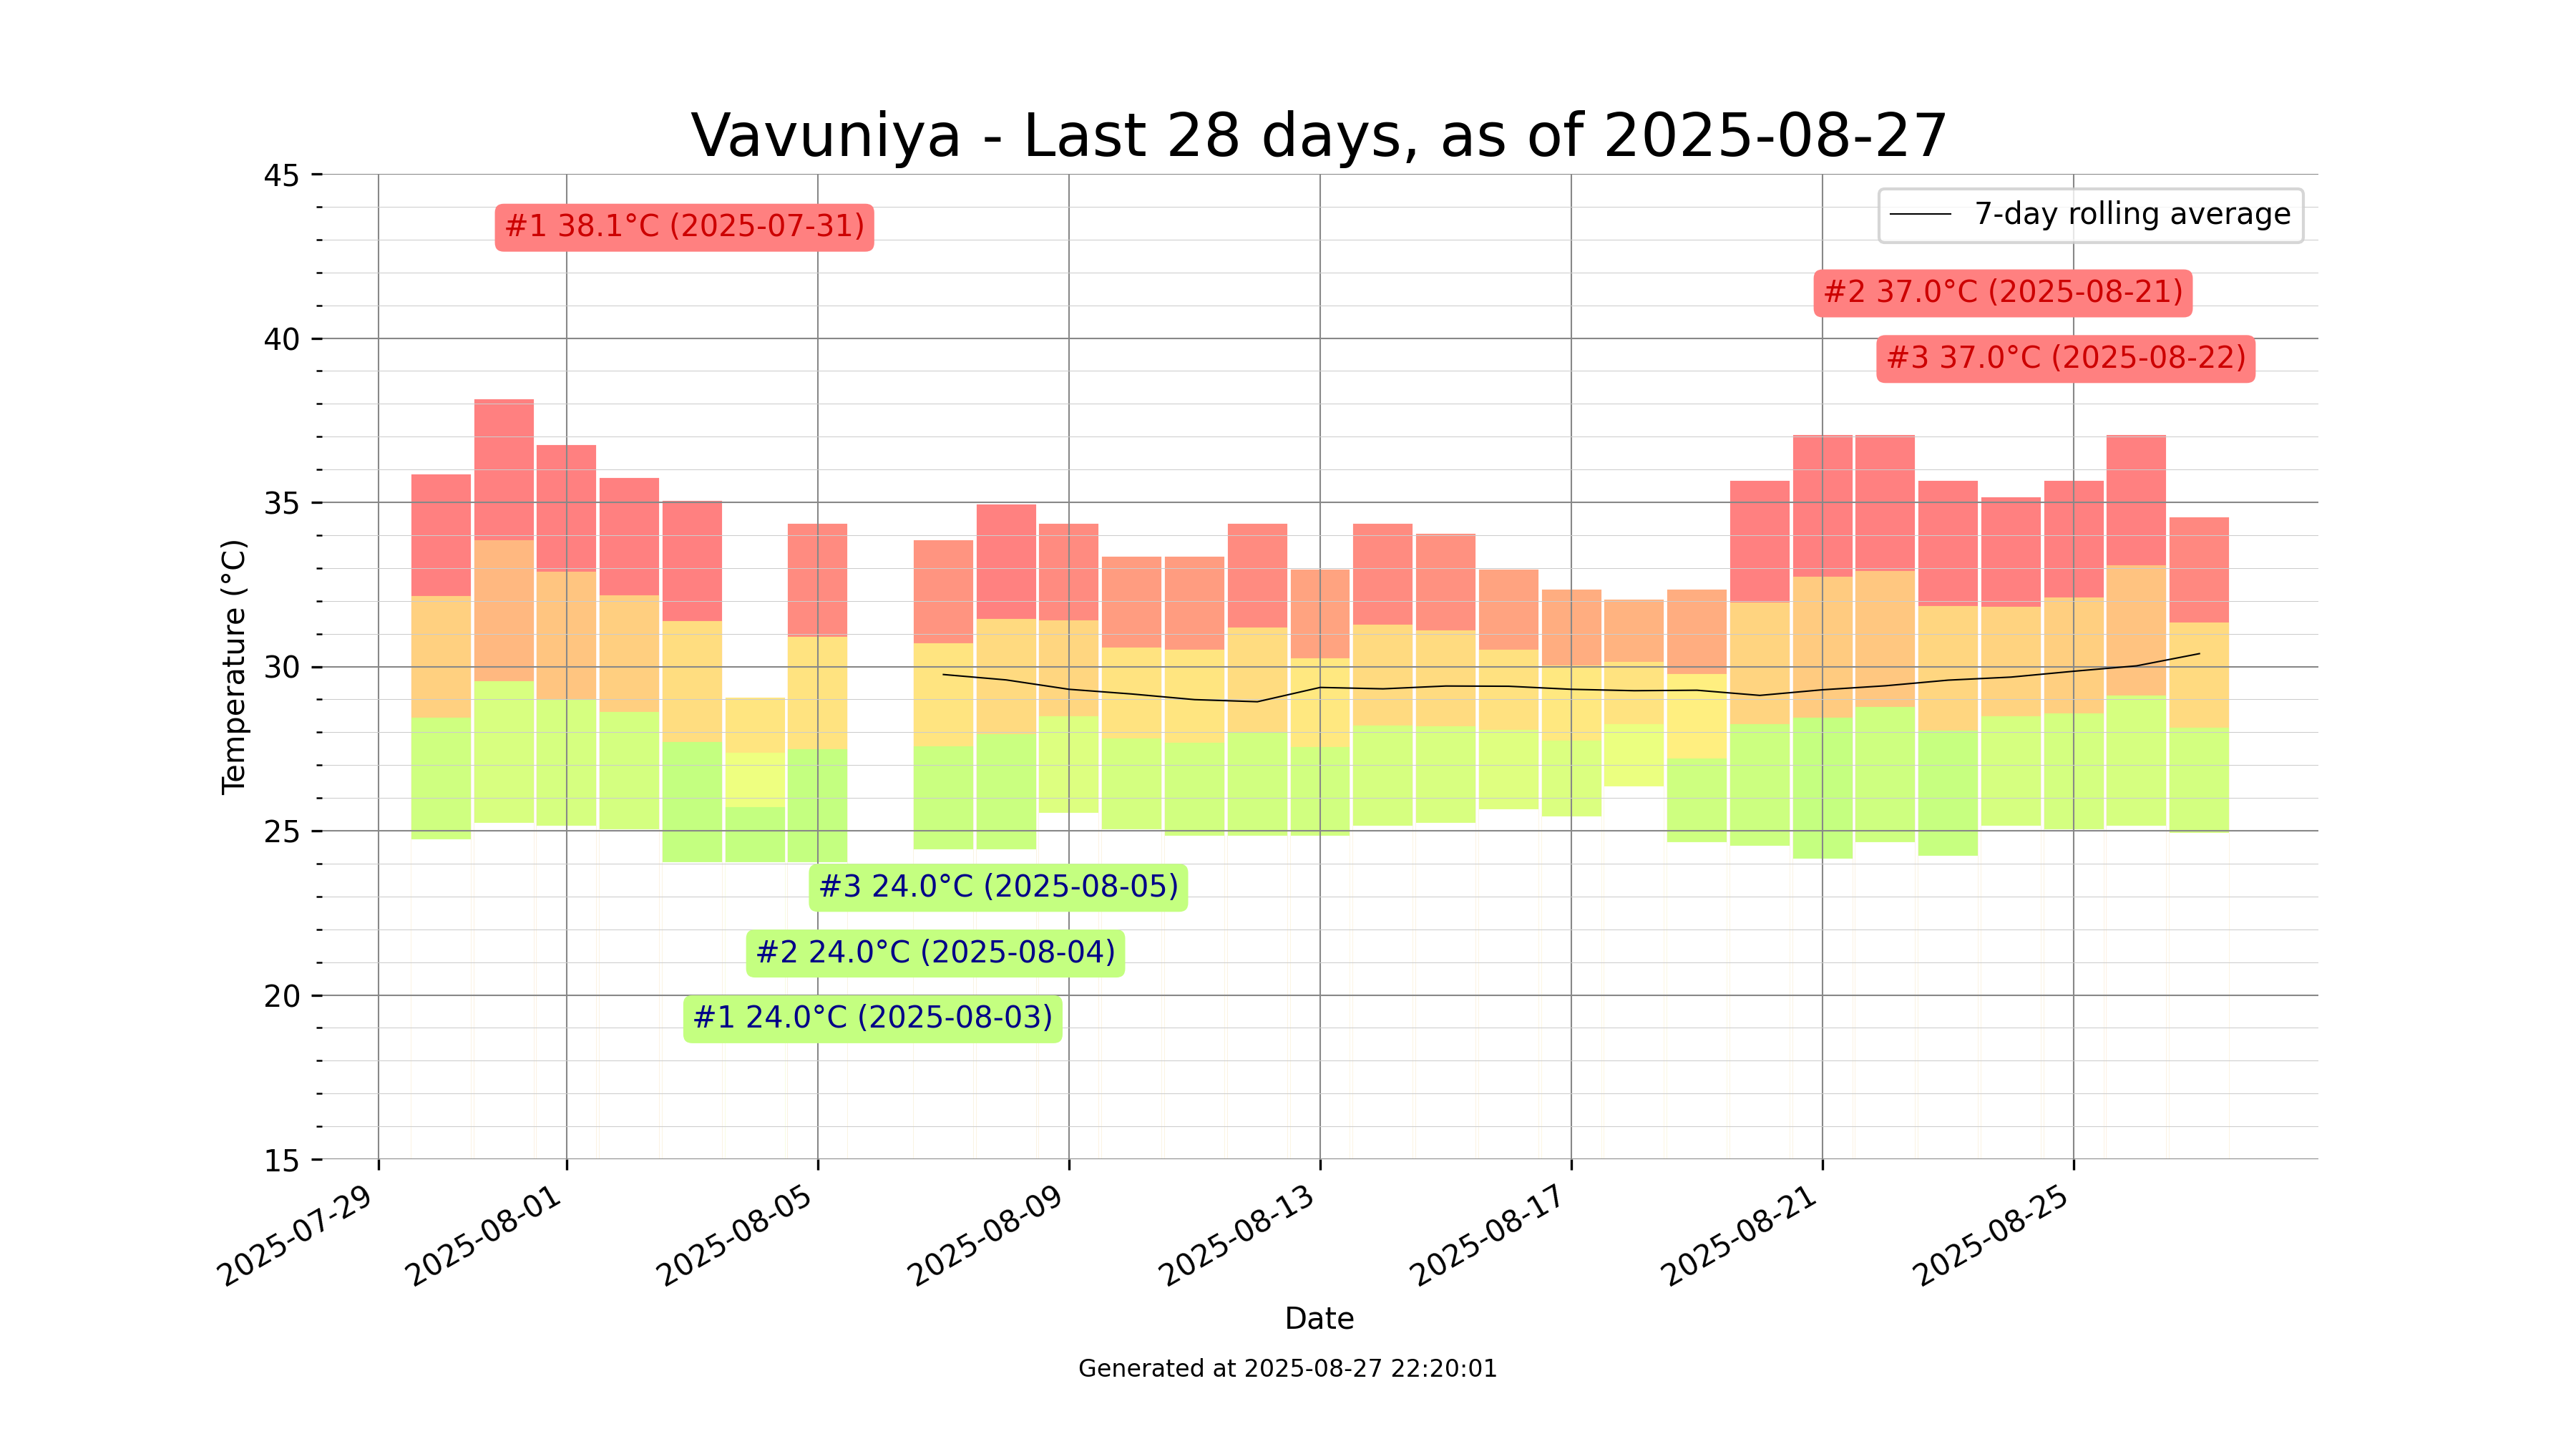 Vavuniya - Last 28 days, as of 2025-08-27
45
40
35
30
25
20
15
Temperature (°C)
7-day rolling average
#1 38.1°C (2025-07-31)
#2 37.0°C (2025-08-21)
#3 37.0°C (2025-08-22)
#3 24.0°C (2025-08-05)
#2 24.0°C (2025-08-04)
#1 24.0°C (2025-08-03)
2025-07-29
2025-08-01
2025-08-05
2025-08-09
2025-08-13
2025-08-17
2025-08-21
2025-08-25
Date
Generated at 2025-08-27 22:20:01